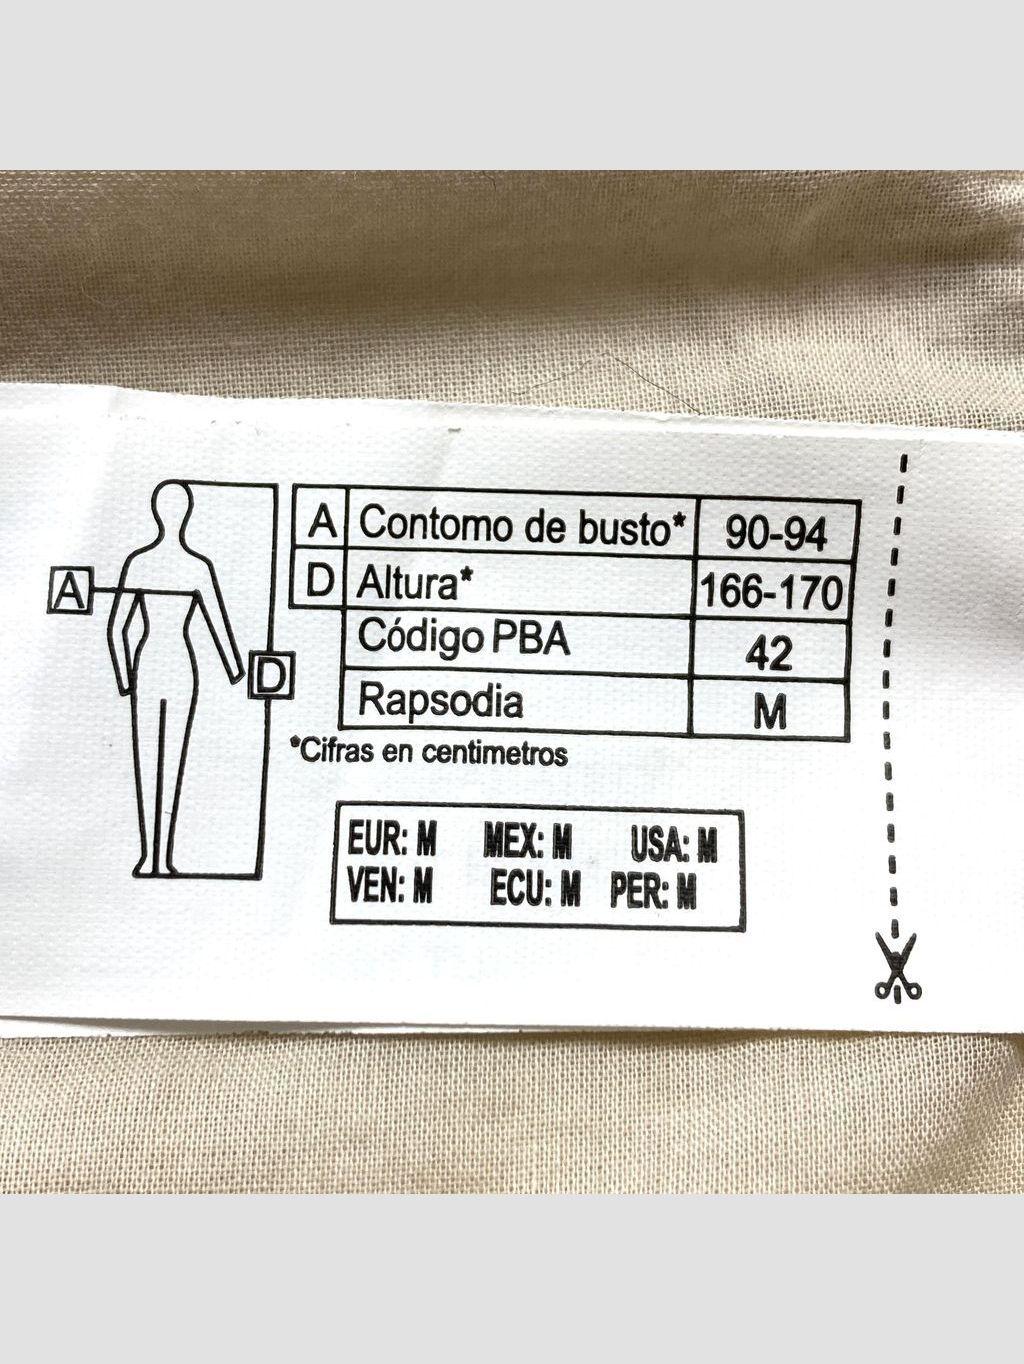 A Contorno de busto* 90-94
D Altura* 166-170
Código PBA 42
Rapsodia M
*Cifras en centimetros
A
D
EUR: M MEX: M USA: M
VEN: M ECU: M PER: M